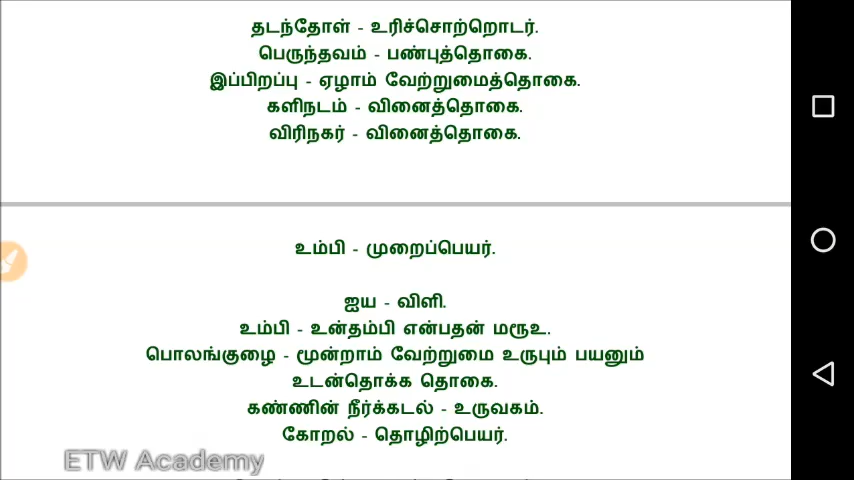 தடந்தோள் - உரிச்சொற்றொடர்.
பெருந்தவம் - பண்புத்தொகை.
இப்பிறப்பு - ஏழாம் வேற்றுமைத்தொகை.
களிநடம் - வினைத்தொகை.
விரிநகர் - வினைத்தொகை.
உம்பி - முறைப்பெயர்.
ஐய - விளி.
உம்பி - உன்தம்பி என்பதன் மரூஉ.
பொலங்குழை - மூன்றாம் வேற்றுமை உருபும் பயனும்
உடன்தொக்க தொகை.
கண்ணின் நீர்க்கடல் - உருவகம்.
கோறல் - தொழிற்பெயர்.
ETW Academy